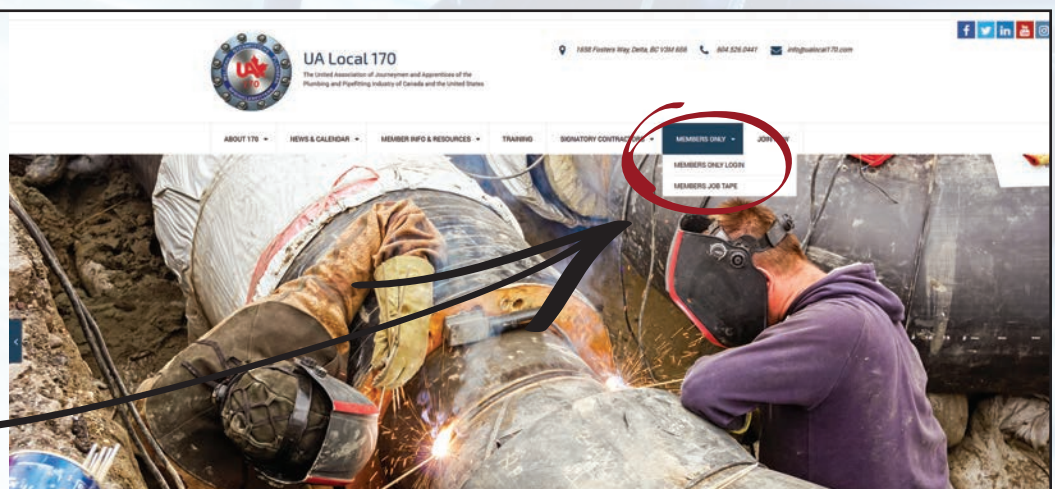 UA Local 170
The United Association of Journeymen and Apprentices of the
Plumbing and Pipefitting Industry of Canada and the United States
1658 Fosters Way, Delta, BC V3M 6S6 604.526.0441 info@ualocal170.com
UA
170
ABOUT 170 NEWS & CALENDAR MEMBER INFO & RESOURCES TRAINING SIGNATORY CONTRACTORS MEMBERS ONLY JOIN
MEMBERS ONLY LOGIN
MEMBERS JOB TAPE